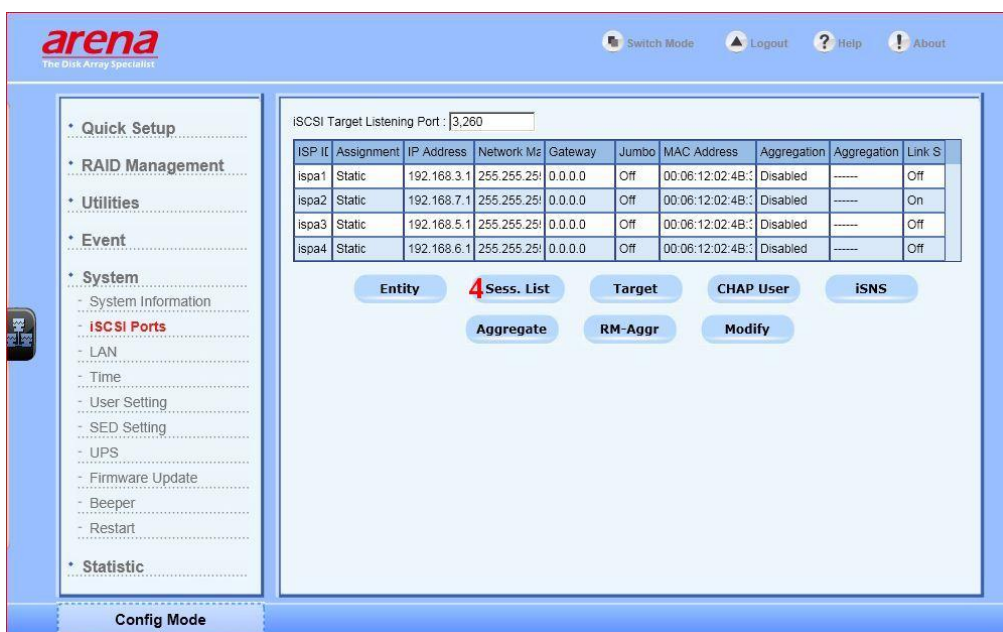 arena
The Disk Array Specialist
Switch Mode
Logout
? Help
! About
Quick Setup
RAID Management
Utilities
Event
System
- System Information
- iSCSI Ports
- LAN
- Time
- User Setting
- SED Setting
- UPS
- Firmware Update
- Beeper
- Restart
Statistic
Config Mode
iSCSI Target Listening Port : 3,260
ISP ID Assignment IP Address Network Ma Gateway Jumbo MAC Address Aggregation Aggregation Link S
ispa1 Static 192.168.3.1 255.255.25 0.0.0.0 Off 00:06:12:02:4B: Disabled ------ Off
ispa2 Static 192.168.7.1 255.255.25 0.0.0.0 Off 00:06:12:02:4B: Disabled ------ On
ispa3 Static 192.168.5.1 255.255.25 0.0.0.0 Off 00:06:12:02:4B: Disabled ------ Off
ispa4 Static 192.168.6.1 255.255.25 0.0.0.0 Off 00:06:12:02:4B: Disabled ------ Off
Entity 4 Sess. List Target CHAP User iSNS
Aggregate RM-Aggr Modify